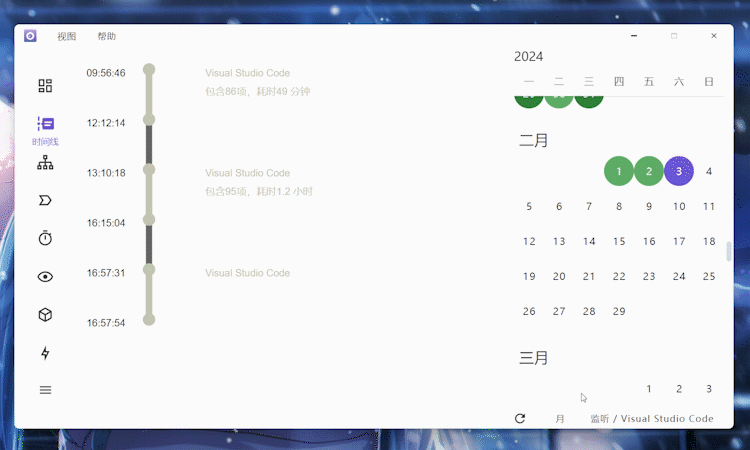 视图 帮助
时间线
09:56:46
Visual Studio Code
包含86项，耗时49 分钟
12:12:14
13:10:18
Visual Studio Code
包含95项，耗时1.2 小时
16:15:04
16:57:31
Visual Studio Code
16:57:54
2024
一 二 三 四 五 六 日
二月
1 2 3 4
5 6 7 8 9 10 11
12 13 14 15 16 17 18
19 20 21 22 23 24 25
26 27 28 29
三月
1 2 3
月 监听 / Visual Studio Code